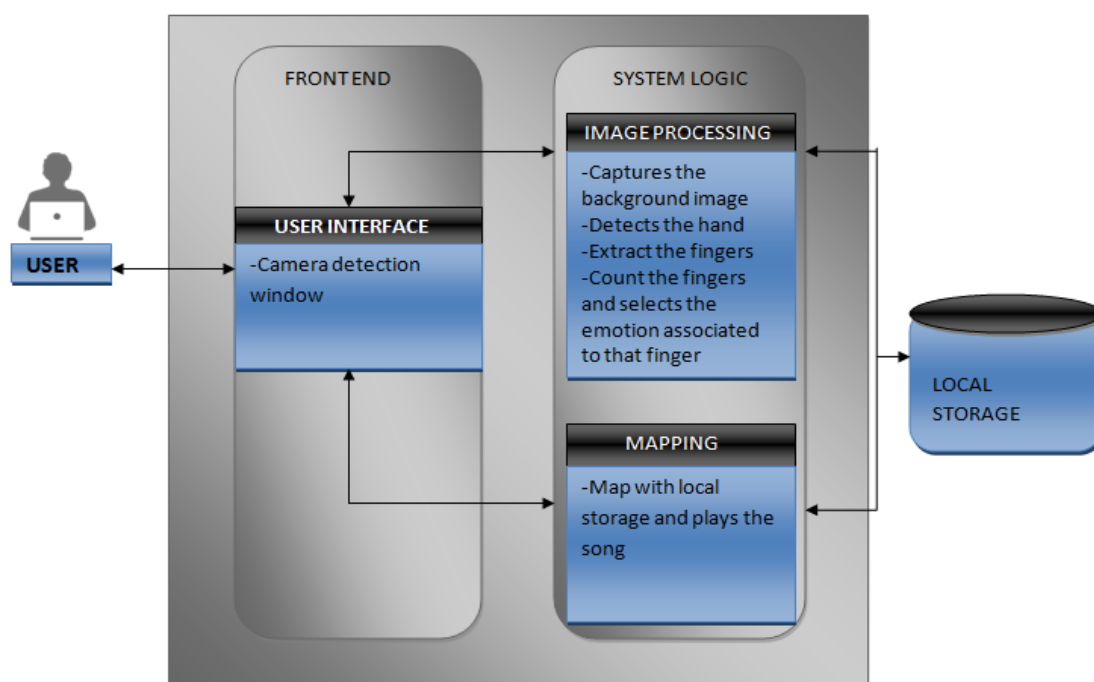 FRONT END
SYSTEM LOGIC
IMAGE PROCESSING
-Captures the
background image
-Detects the hand
-Extract the fingers
-Count the fingers
and selects the
emotion associated
to that finger
USER INTERFACE
-Camera detection
window
USER
LOCAL
STORAGE
MAPPING
-Map with local
storage and plays the
song